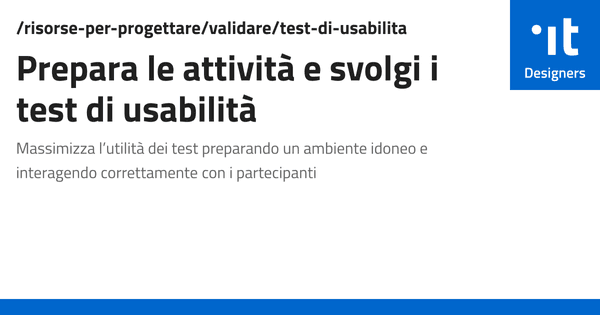 /risorse-per-progettare/validare/test-di-usabilita
.it
Designers
Prepara le attività e svolgi i
test di usabilità
Massimizza l’utilità dei test preparando un ambiente idoneo e
interagendo correttamente con i partecipanti